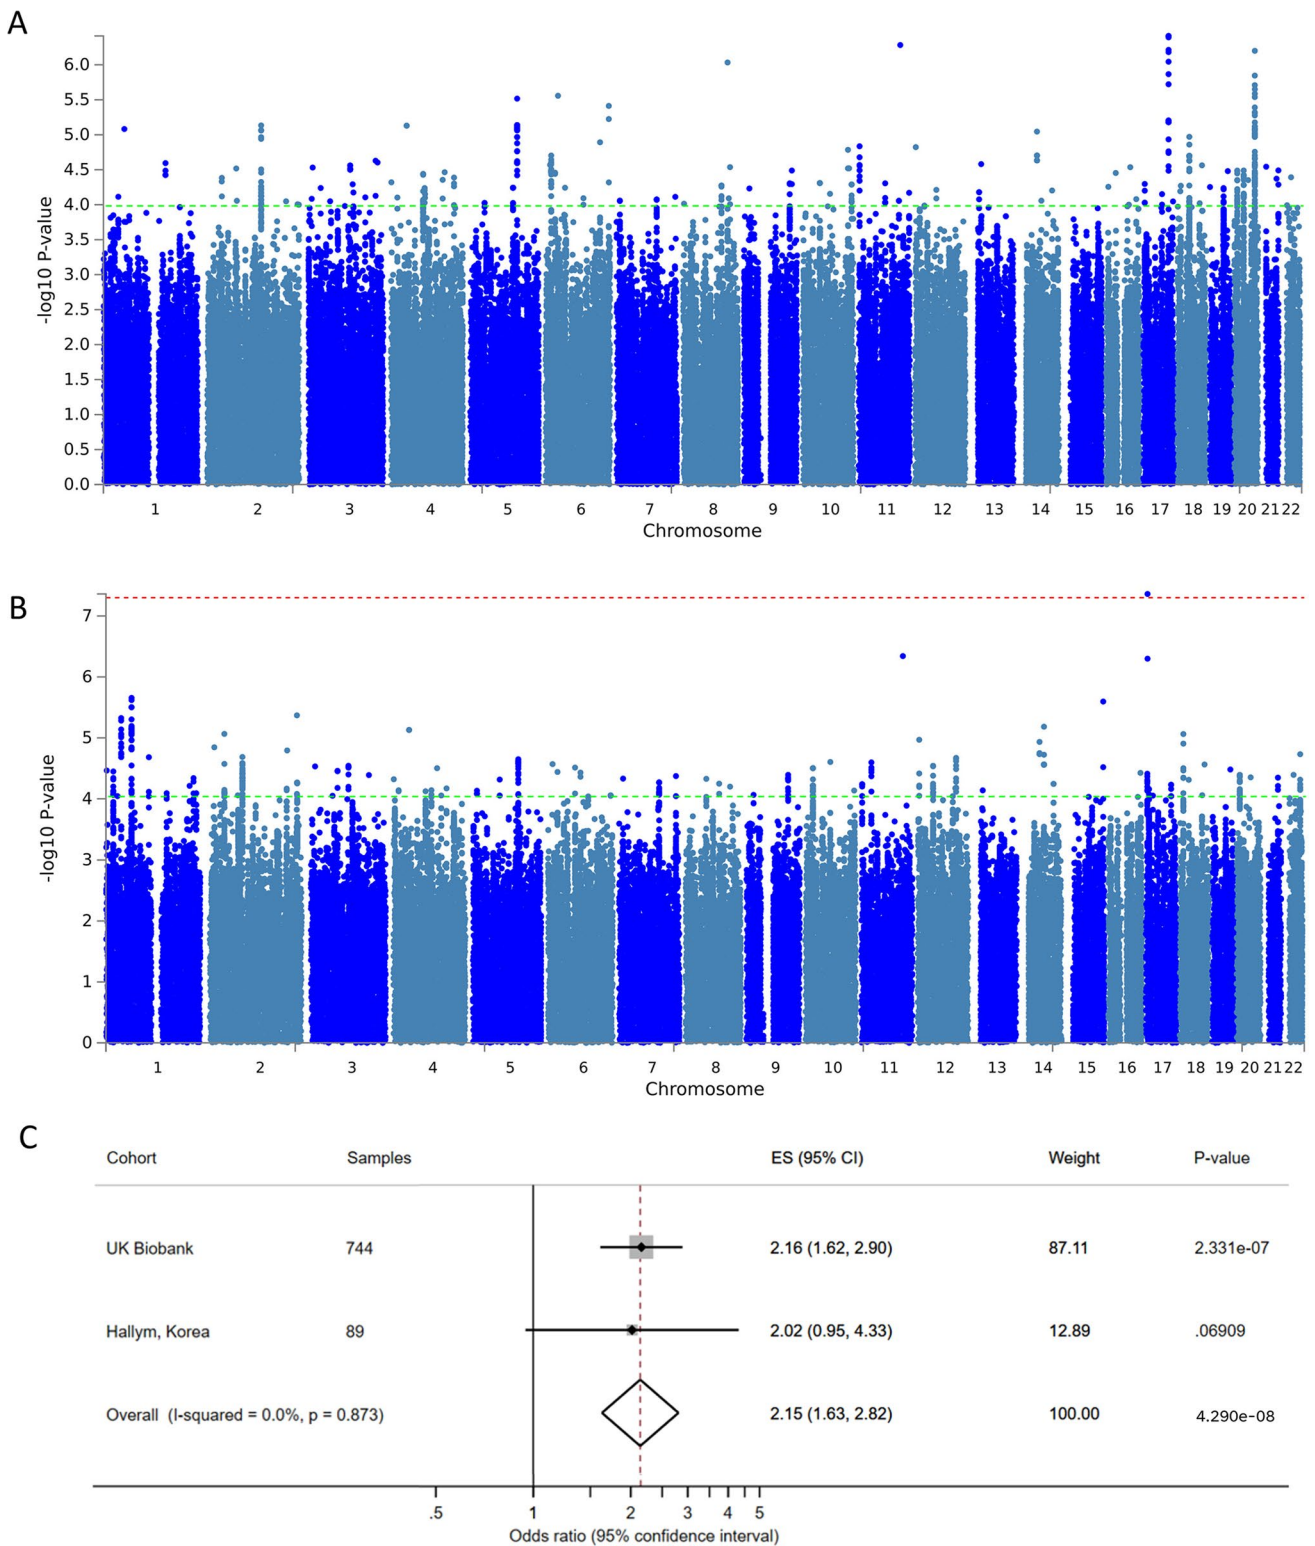 A
6.0
5.5
5.0
4.5
4.0
3.5
3.0
2.5
2.0
1.5
1.0
0.5
0.0
-log10 P-value
1 2 3 4 5 6 7 8 9 10 11 12 13 14 15 16 17 18 19 20 21 22
Chromosome
B
7
6
5
4
3
2
1
0
-log10 P-value
1 2 3 4 5 6 7 8 9 10 11 12 13 14 15 16 17 18 19 20 21 22
Chromosome
C
Cohort Samples ES (95% CI) Weight P-value
UK Biobank 744 2.16 (1.62, 2.90) 87.11 2.331e-07
Hallym, Korea 89 2.02 (0.95, 4.33) 12.89 .06909
Overall (I-squared = 0.0%, p = 0.873) 2.15 (1.63, 2.82) 100.00 4.290e-08
.5 1 2 3 4 5
Odds ratio (95% confidence interval)